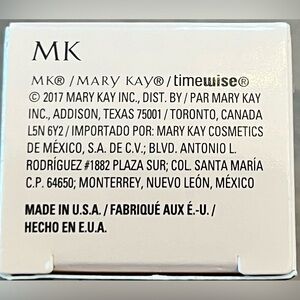 MK
MK® / MARY KAY® / timewise®
© 2017 MARY KAY INC., DIST. BY / PAR MARY KAY
INC., ADDISON, TEXAS 75001 / TORONTO, CANADA
L5N 6Y2 / IMPORTADO POR: MARY KAY COSMETICS
DE MÉXICO, S.A. DE C.V.; BLVD. ANTONIO L.
RODRÍGUEZ #1882 PLAZA SUR; COL. SANTA MARÍA
C.P. 64650; MONTERREY, NUEVO LEÓN, MÉXICO
MADE IN U.S.A. / FABRIQUÉ AUX É.-U. /
HECHO EN E.U.A.